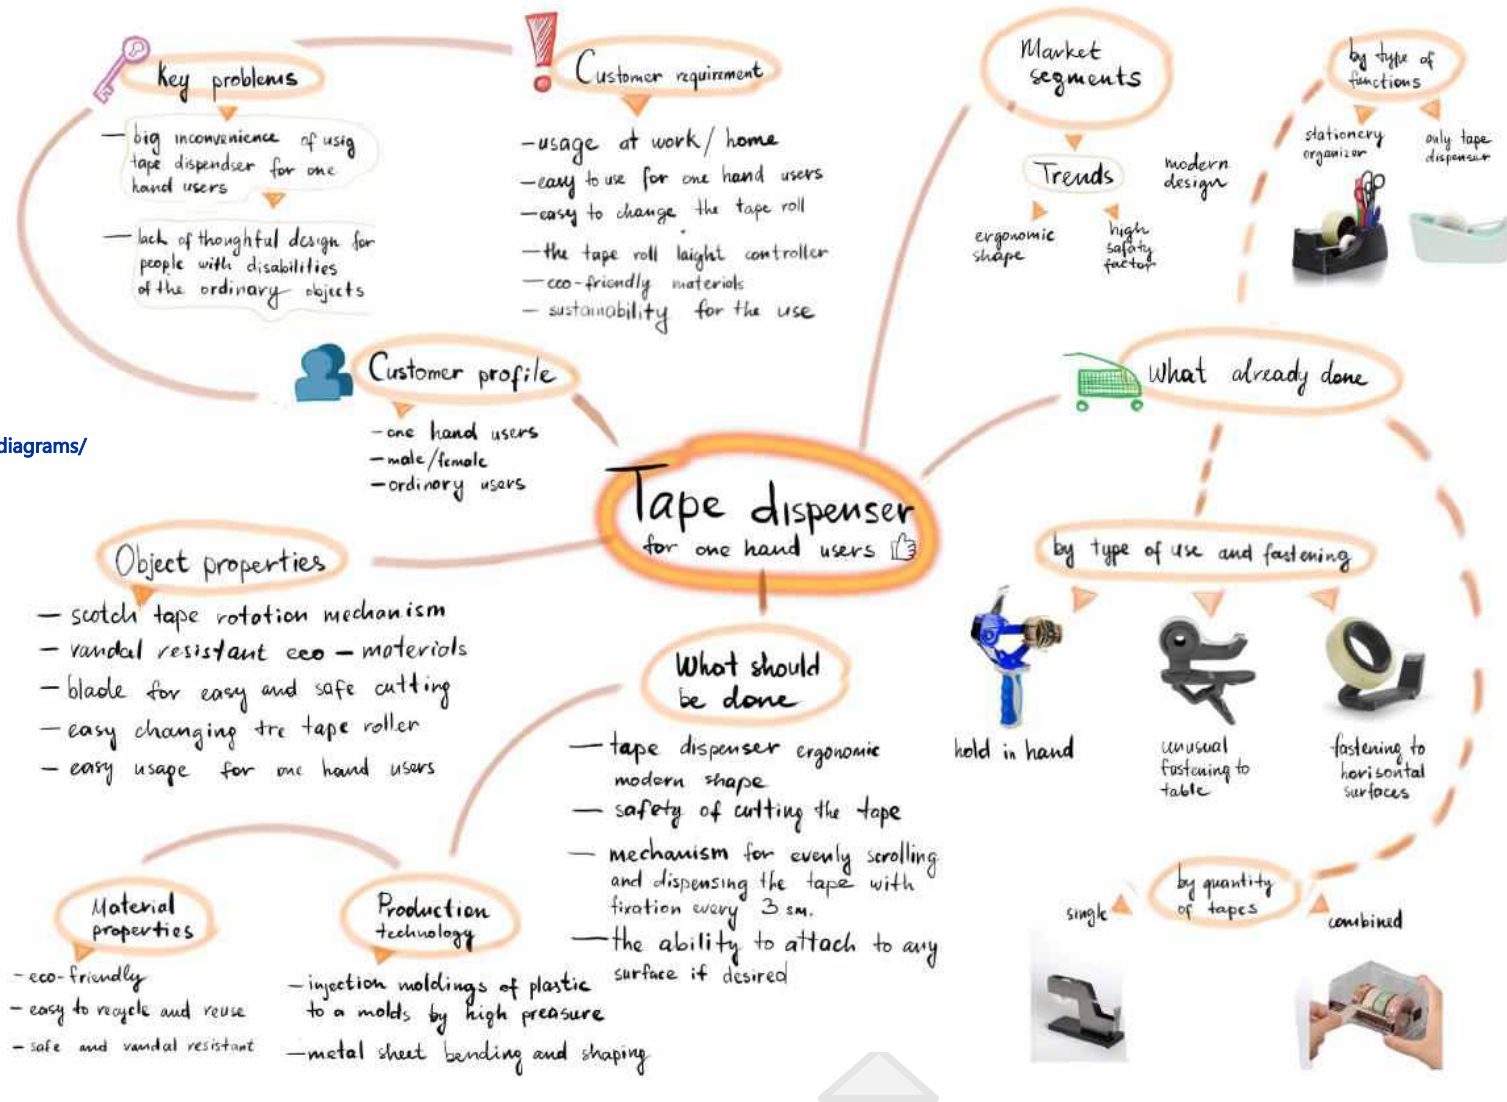 Key problems
— big inconvenience of usig
tape dispendser for one
hand users
— lack of thoughtful design for
people with disabilities
of the ordinary objects
Customer requirement
— usage at work / home
— easy to use for one hand users
— easy to change the tape roll
— the tape roll laight controller
— eco-friendly materials
— sustainability for the use
Market
segments
Trends
modern
design
ergonomic
shape
high
safaty
factor
by type of
functions
stationery
organizor
only tape
dispenser
Customer profile
— one hand users
— male/female
— ordinary users
What already done
diagrams/
Tape dispenser
for one hand users
Object properties
— scotch tape rotation mechanism
— vandal resistant eco - materials
— blade for easy and safe cutting
— easy changing tre tape roller
— easy usage for one hand users
What should
be done
— tape dispenser ergonomic
modern shape
— safety of cutting the tape
— mechanism for evenly scrolling
and dispensing the tape with
fixation every 3 sm.
— the ability to attach to any
surface if desired
by type of use and fastening
hold in hand
unusual
fastening to
table
fastening to
horisontal
surfaces
Material
properties
- eco-friendly
- easy to recycle and reuse
- safe and vandal resistant
Production
technology
— injection moldings of plastic
to a molds by high preasure
— metal sheet bending and shaping
by quantity
of tapes
single
combined